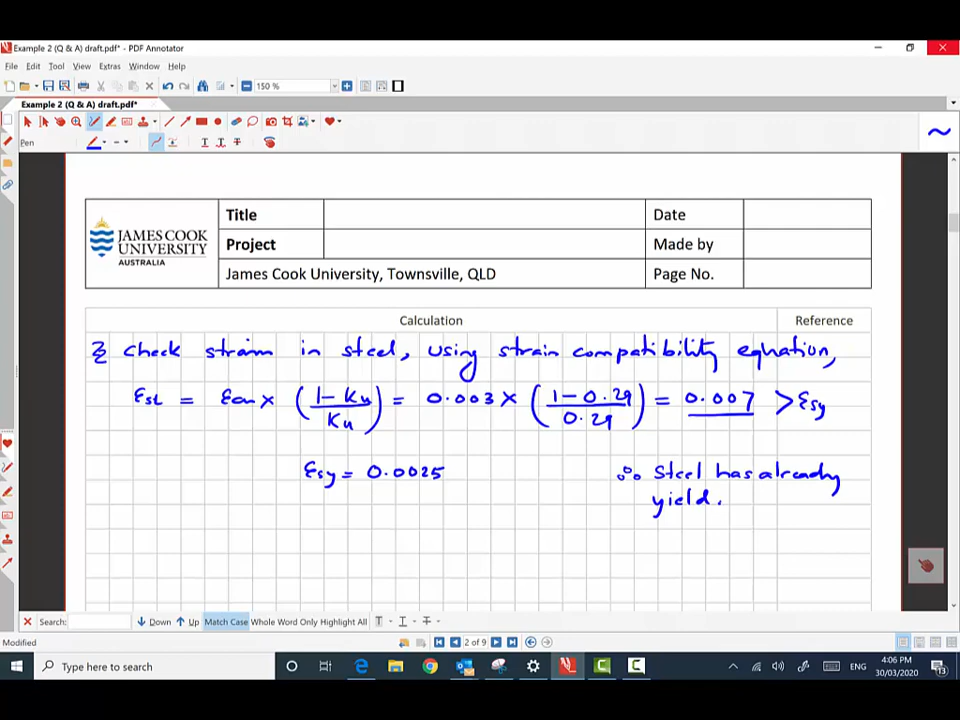 Example 2 (Q & A) draft.pdf* - PDF Annotator
File Edit Tool View Extras Window Help
150 %
Example 2 (Q & A) draft.pdf*
Pen
JAMES COOK
UNIVERSITY
AUSTRALIA
Title
Date
Project
Made by
James Cook University, Townsville, QLD
Page No.
Calculation
Reference
check strain in steel, using strain compatibility equation,
εst = εcu × (1 - Ku / Ku) = 0.003 × (1 - 0.29 / 0.29) = 0.007 > εsy
εsy = 0.0025
∴ Steel has already
yield.
Search: Down Up Match Case Whole Word Only Highlight All
Modified
2 of 9
Type here to search
ENG
4:06 PM
30/03/2020
13